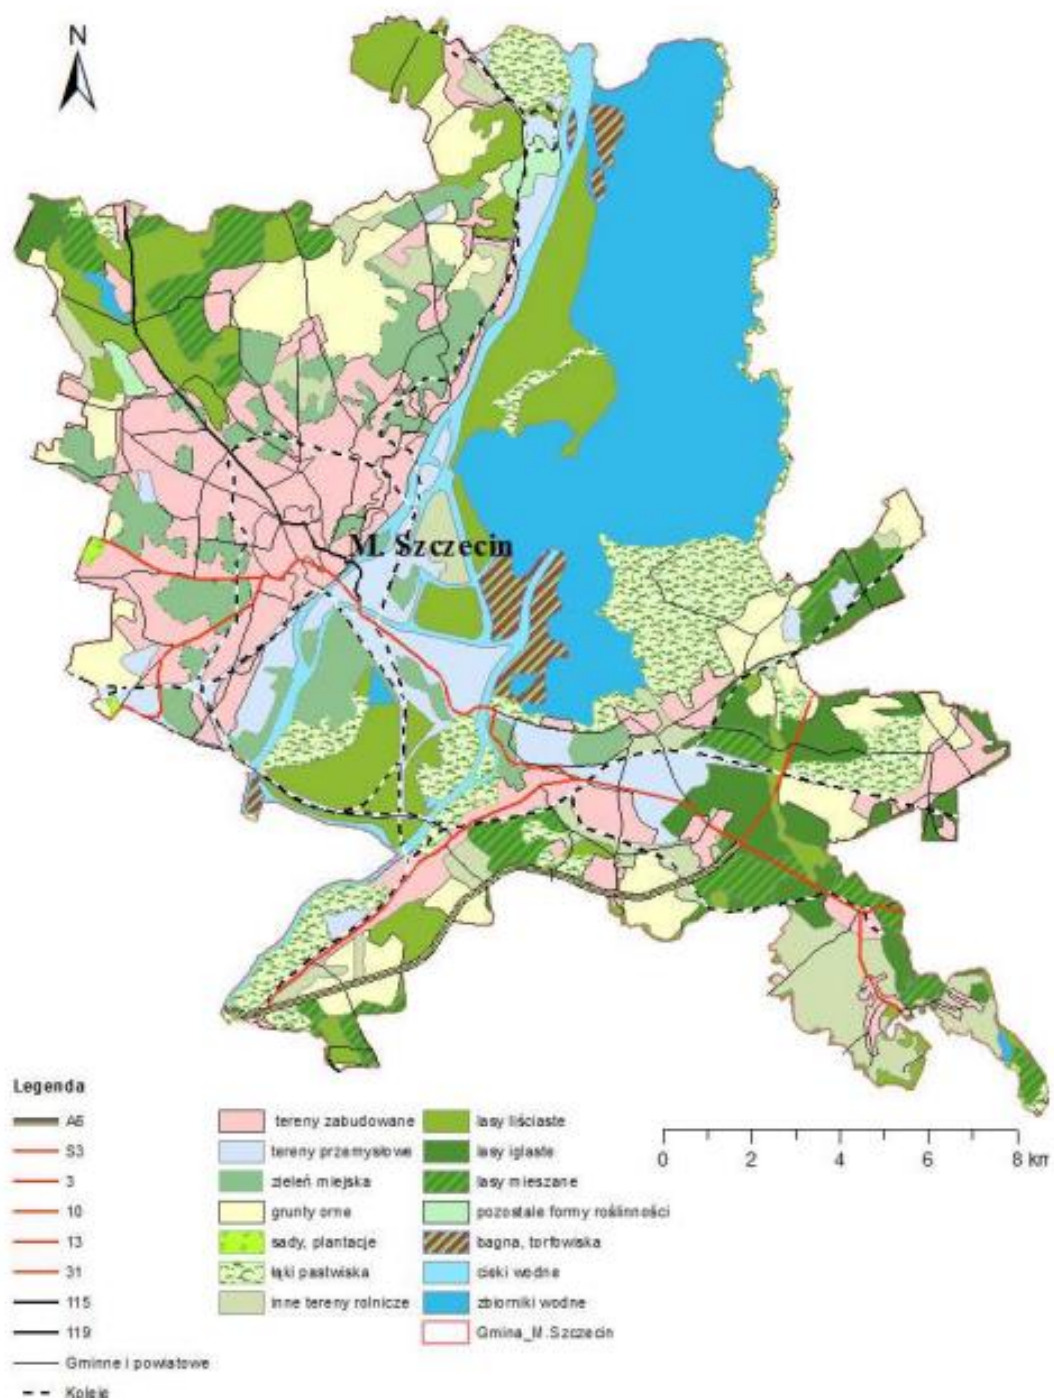 N
M. Szczecin
Legenda
A6
S3
3
10
13
31
115
119
Gminne i powiatowe
Koleje
tereny zabudowane
tereny przemysłowe
zieleń miejska
grunty orne
sady, plantacje
łąki pastwiska
inne tereny rolnicze
lasy liściaste
lasy iglaste
lasy mieszane
pozostałe formy roślinności
bagna, torfowiska
cieki wodne
zbiorniki wodne
Gmina_M.Szczecin
0 2 4 6 8 km